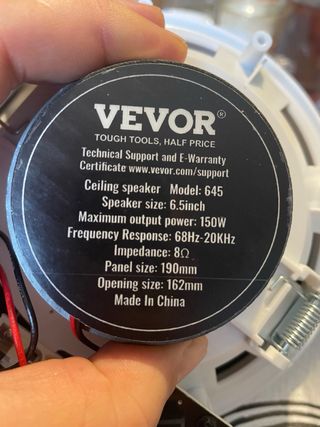 VEVOR®
TOUGH TOOLS, HALF PRICE
Technical Support and E-Warranty
Certificate www.vevor.com/support
Ceiling speaker Model: 645
Speaker size: 6.5inch
Maximum output power: 150W
Frequency Response: 68Hz-20KHz
Impedance: 8Ω
Panel size: 190mm
Opening size: 162mm
Made In China